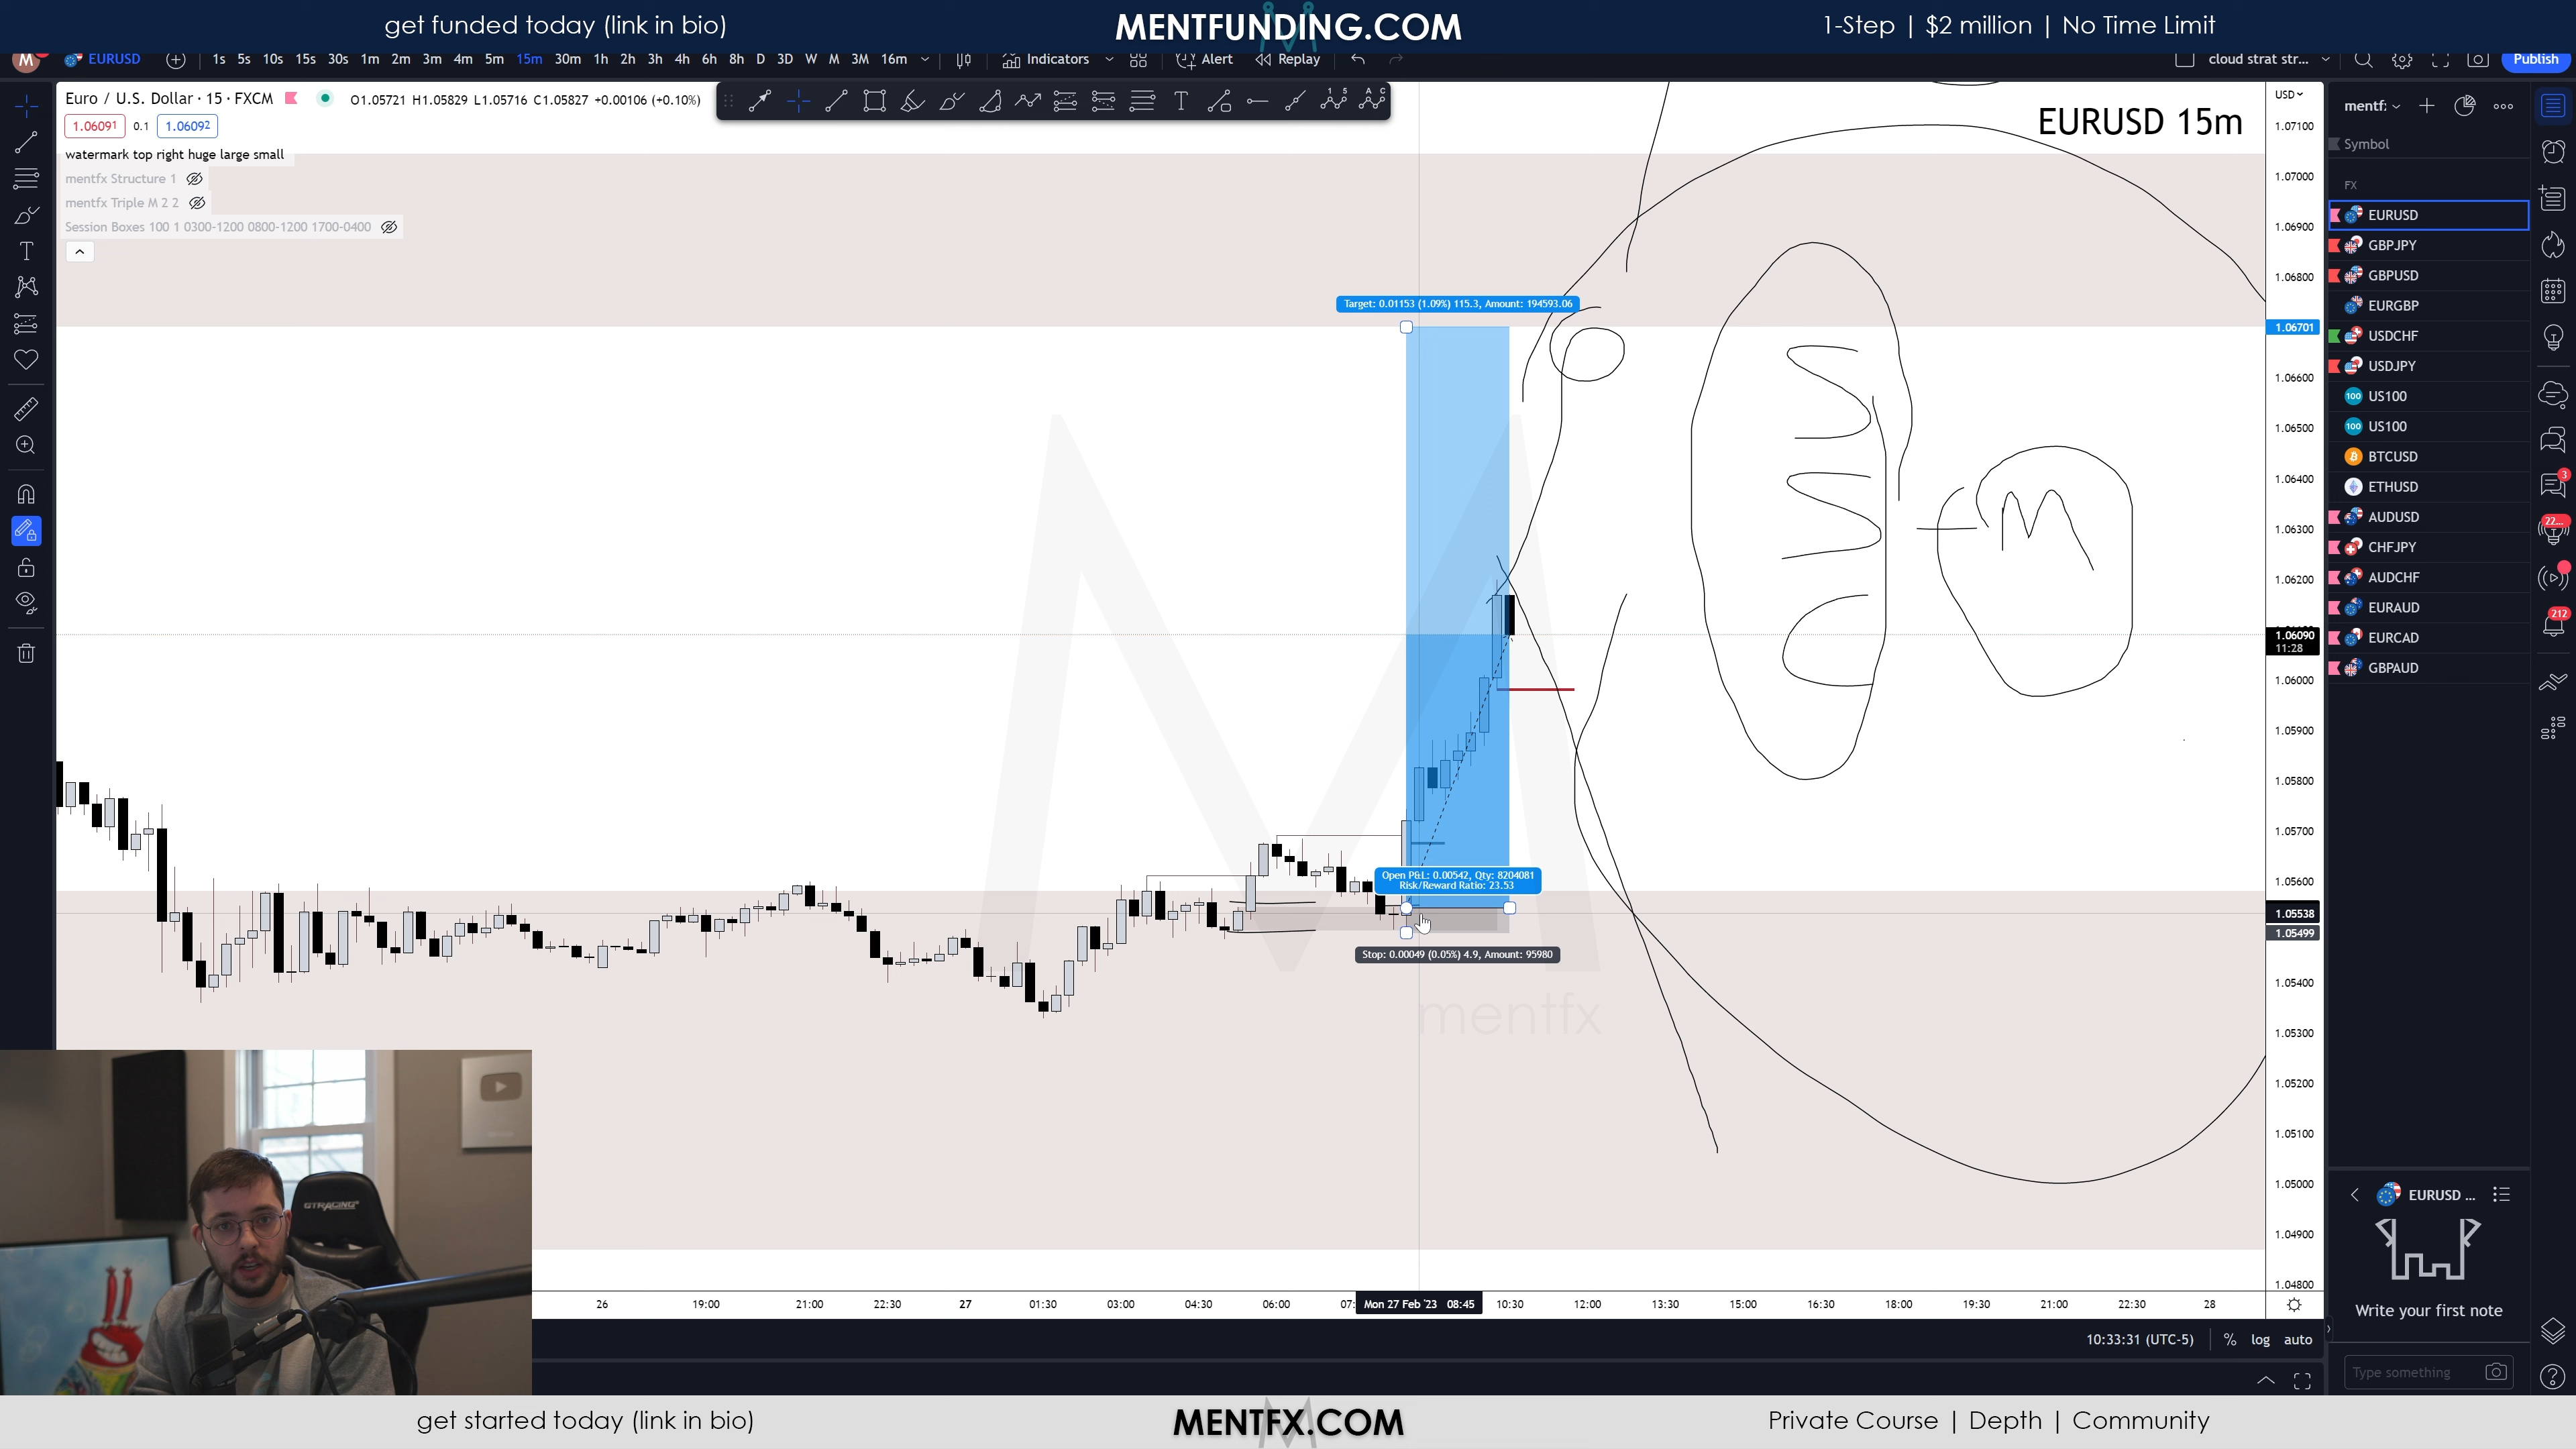 get funded today (link in bio)
MENTFUNDING.COM
1-Step | $2 million | No Time Limit
M
EURUSD
1s 5s 10s 15s 30s 1m 2m 3m 4m 5m 15m 30m 1h 2h 3h 4h 6h 8h D 3D W M 3M 16m
Indicators
Alert
Replay
cloud strat str...
Publish
Euro / U.S. Dollar · 15 · FXCM
O1.05721 H1.05829 L1.05716 C1.05827 +0.00106 (+0.10%)
1.06091 0.1 1.06092
watermark top right huge large small
mentfx Structure 1
mentfx Triple M 2 2
Session Boxes 100 1 0300-1200 0800-1200 1700-0400
EURUSD 15m
Target: 0.01153 (1.09%) 115.3, Amount: 194593.06
Open P&L: 0.00542, Qty: 8204081
Risk/Reward Ratio: 23.53
Stop: 0.00049 (0.05%) 4.9, Amount: 95980
M
mentfx
USD
1.07100
1.07000
1.06900
1.06800
1.06701
1.06600
1.06500
1.06400
1.06300
1.06200
1.06090
11:28
1.06000
1.05900
1.05800
1.05700
1.05600
1.05538
1.05499
1.05400
1.05300
1.05200
1.05100
1.05000
1.04900
1.04800
26 19:00 21:00 22:30 27 01:30 03:00 04:30 06:00 07: Mon 27 Feb '23 08:45 10:30 12:00 13:30 15:00 16:30 18:00 19:30 21:00 22:30 28
10:33:31 (UTC-5) % log auto
mentf:
Symbol
FX
EURUSD
GBPJPY
GBPUSD
EURGBP
USDCHF
USDJPY
100 US100
100 US100
BTCUSD
ETHUSD
AUDUSD
CHFJPY
AUDCHF
EURAUD
EURCAD
GBPAUD
3
22...
212
EURUSD ...
Write your first note
Type something
GTRACING
get started today (link in bio)
MENTFX.COM
Private Course | Depth | Community